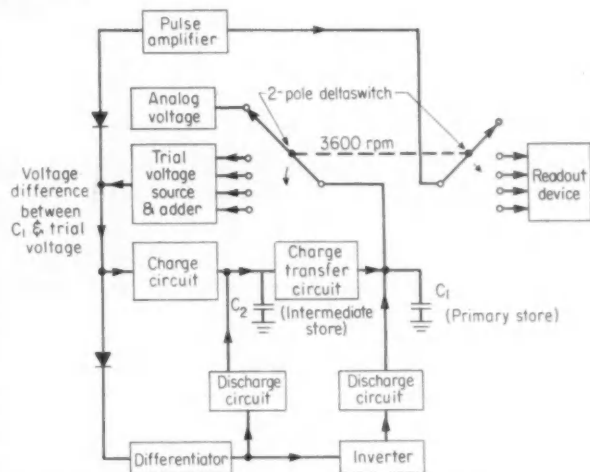 Pulse
amplifier
Analog
voltage
2-pole deltaswitch
3600 rpm
Trial
voltage
source
& adder
Readout
device
Voltage
difference
between
C1 & trial
voltage
Charge
circuit
Charge
transfer
circuit
C2
(Intermediate
store)
C1
(Primary store)
Discharge
circuit
Discharge
circuit
Differentiator
Inverter